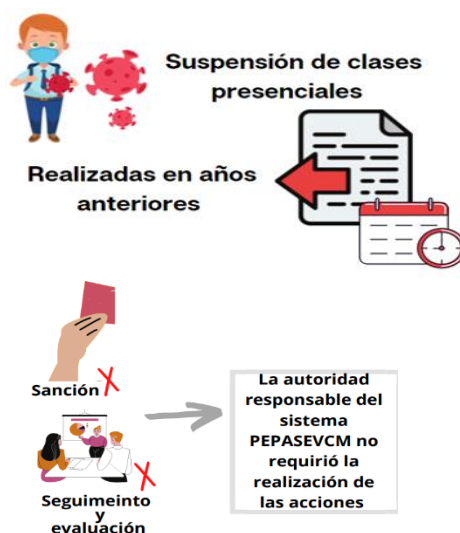 Suspensión de clases
presenciales
Realizadas en años
anteriores
Sanción
Seguimeinto
y
evaluación
La autoridad
responsable del
sistema
PEPASEVCM no
requirió la
realización de
las acciones